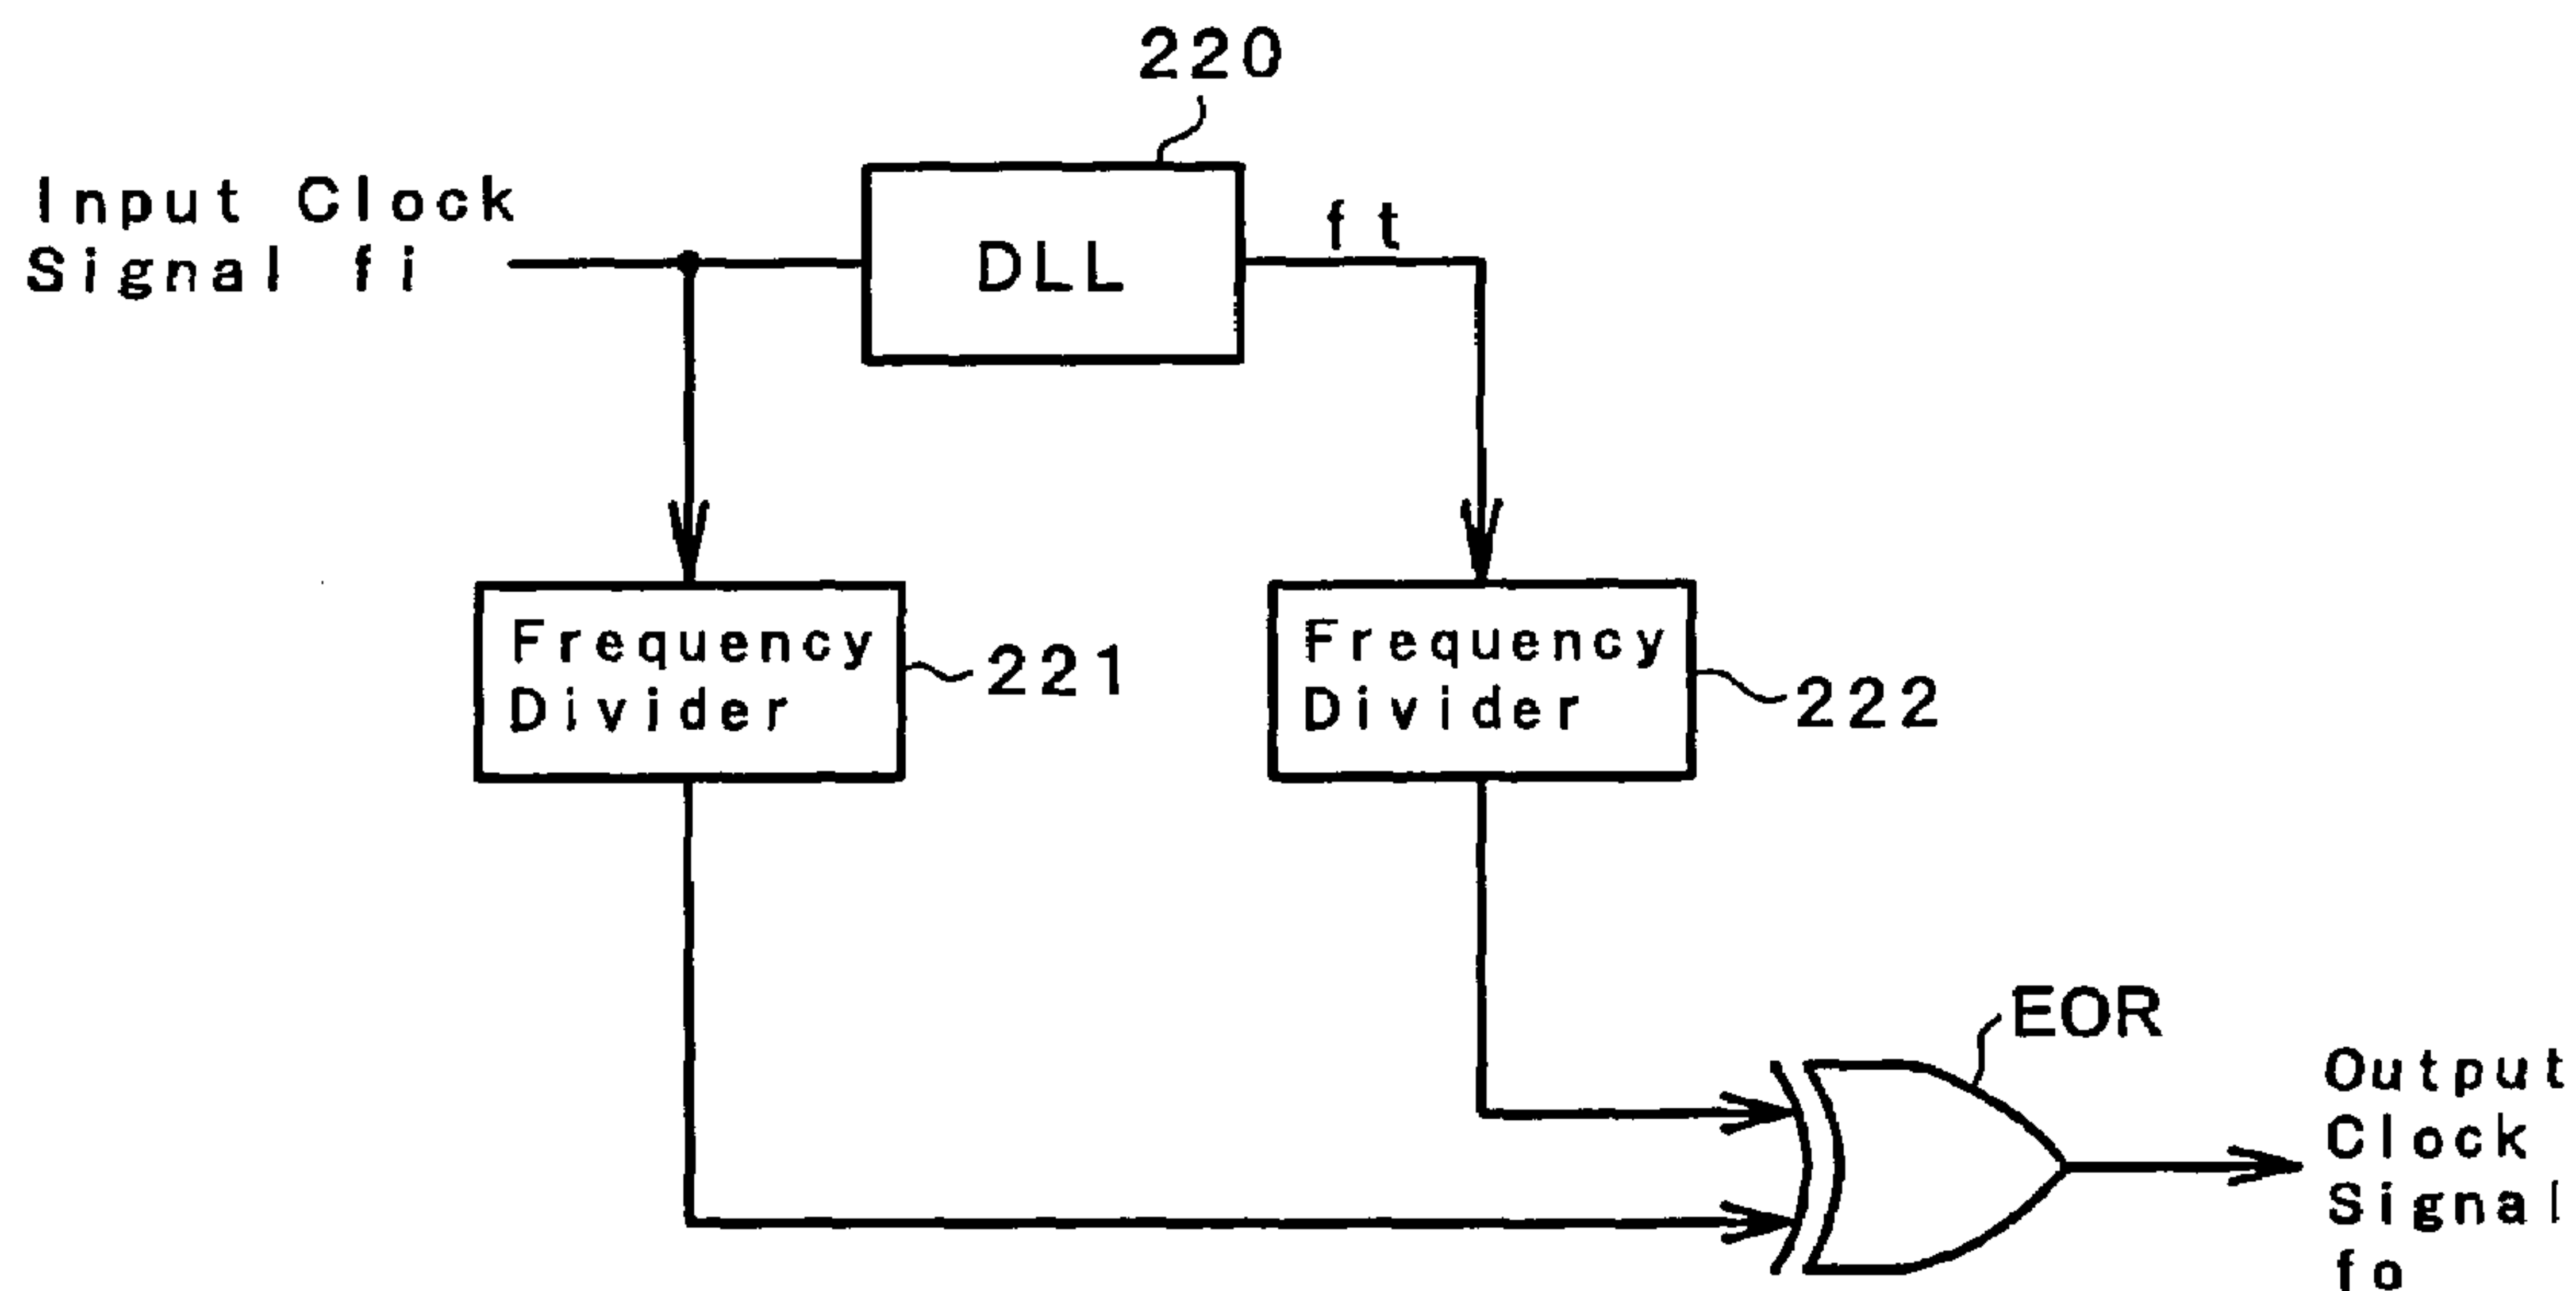 220
Input Clock
Signal fi
DLL
ft
Frequency
Divider
221
Frequency
Divider
222
EOR
Output
Clock
Signal
fo